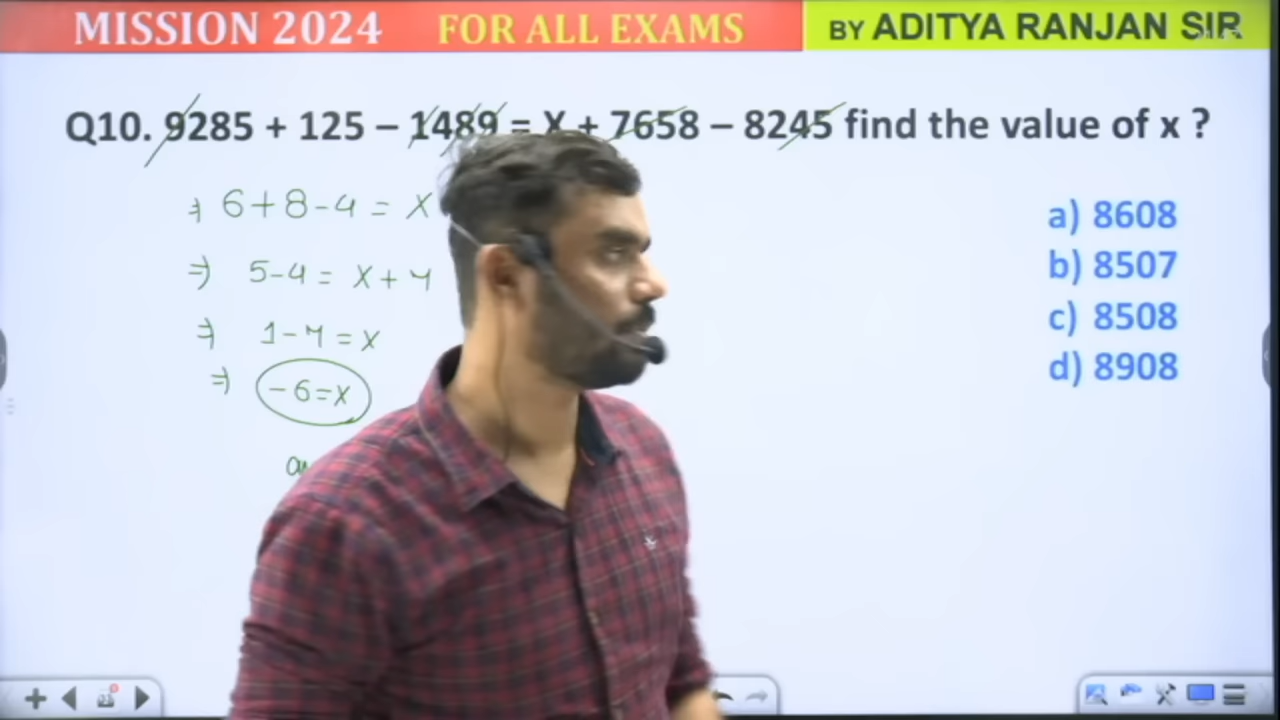 MISSION 2024 FOR ALL EXAMS BY ADITYA RANJAN SIR
Q10. 9285 + 125 – 1489 = X + 7658 – 8245 find the value of x ?
⇒ 6+8-4 = X
⇒ 5-4 = X+4
⇒ 1-4 = X
⇒ -6=X
a) 8608
b) 8507
c) 8508
d) 8908